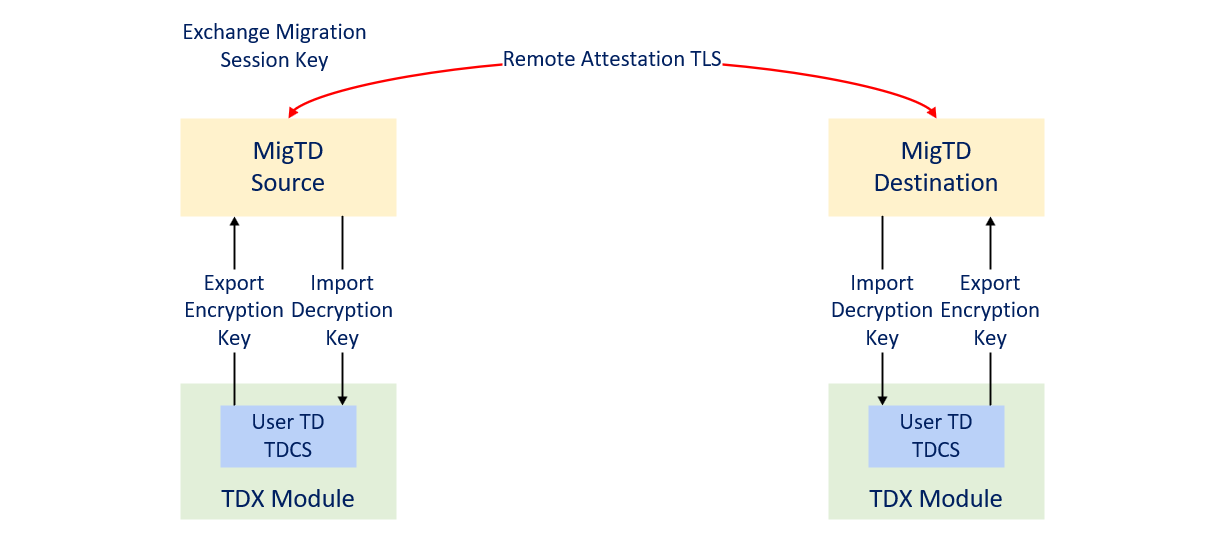 Exchange Migration
Session Key
Remote Attestation TLS
MigTD
Source
MigTD
Destination
Export
Encryption
Key
Import
Decryption
Key
Import
Decryption
Key
Export
Encryption
Key
User TD
TDCS
TDX Module
User TD
TDCS
TDX Module